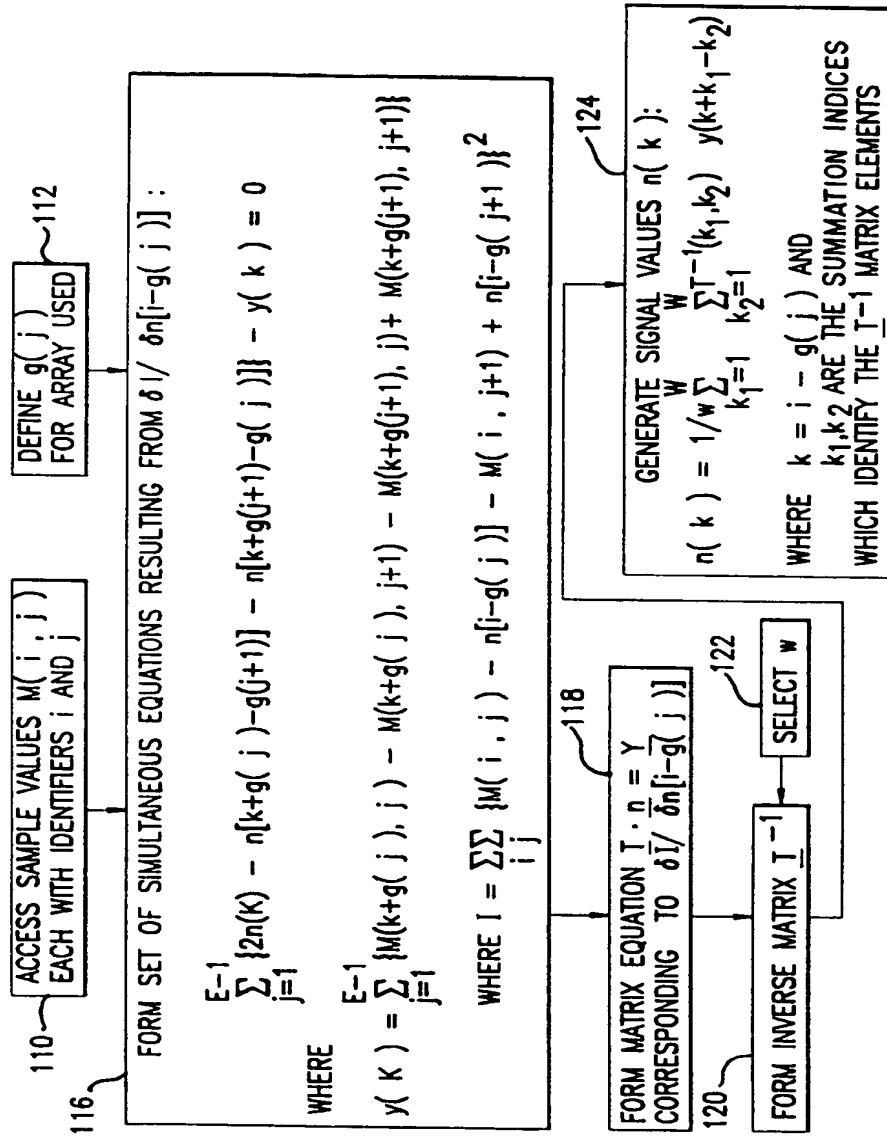 110
ACCESS SAMPLE VALUES M( i , j )
EACH WITH IDENTIFIERS i AND j
112
DEFINE g( j )
FOR ARRAY USED
116
FORM SET OF SIMULTANEOUS EQUATIONS RESULTING FROM δ I/ δn[i-g( j )] :
E-1
Σ {2n(K) - n[k+g( j )-g(j+1)] - n[k+g(j+1)-g( j )]} - y( k ) = 0
j=1
WHERE
E-1
y( K ) = Σ {M(k+g( j ), j ) - M(k+g( j ), j+1) - M(k+g(j+1), j)+ M(k+g(j+1), j+1)}
j=1
WHERE I = ΣΣ {M( i , j ) - n[i-g( j )] - M( i , j+1) + n[i-g( j+1 )}²
i j
118
FORM MATRIX EQUATION T · n = Y
CORRESPONDING TO δI/ δn[i-g( j )]
120
FORM INVERSE MATRIX T⁻¹
122
SELECT w
124
GENERATE SIGNAL VALUES n( k ):
W W
n( k ) = 1/w Σ Σ T⁻¹(k₁,k₂) y(k+k₁-k₂)
k₁=1 k₂=1
WHERE k = i - g( j ) AND
k₁,k₂ ARE THE SUMMATION INDICES
WHICH IDENTIFY THE T⁻¹ MATRIX ELEMENTS